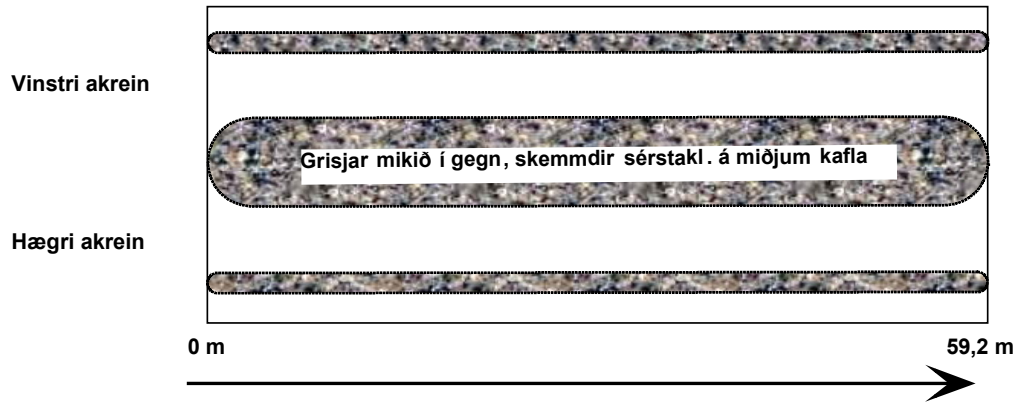 Vinstri akrein
Grisjar mikið í gegn, skemmdir sérstakl. á miðjum kafla
Hægri akrein
0 m
59,2 m